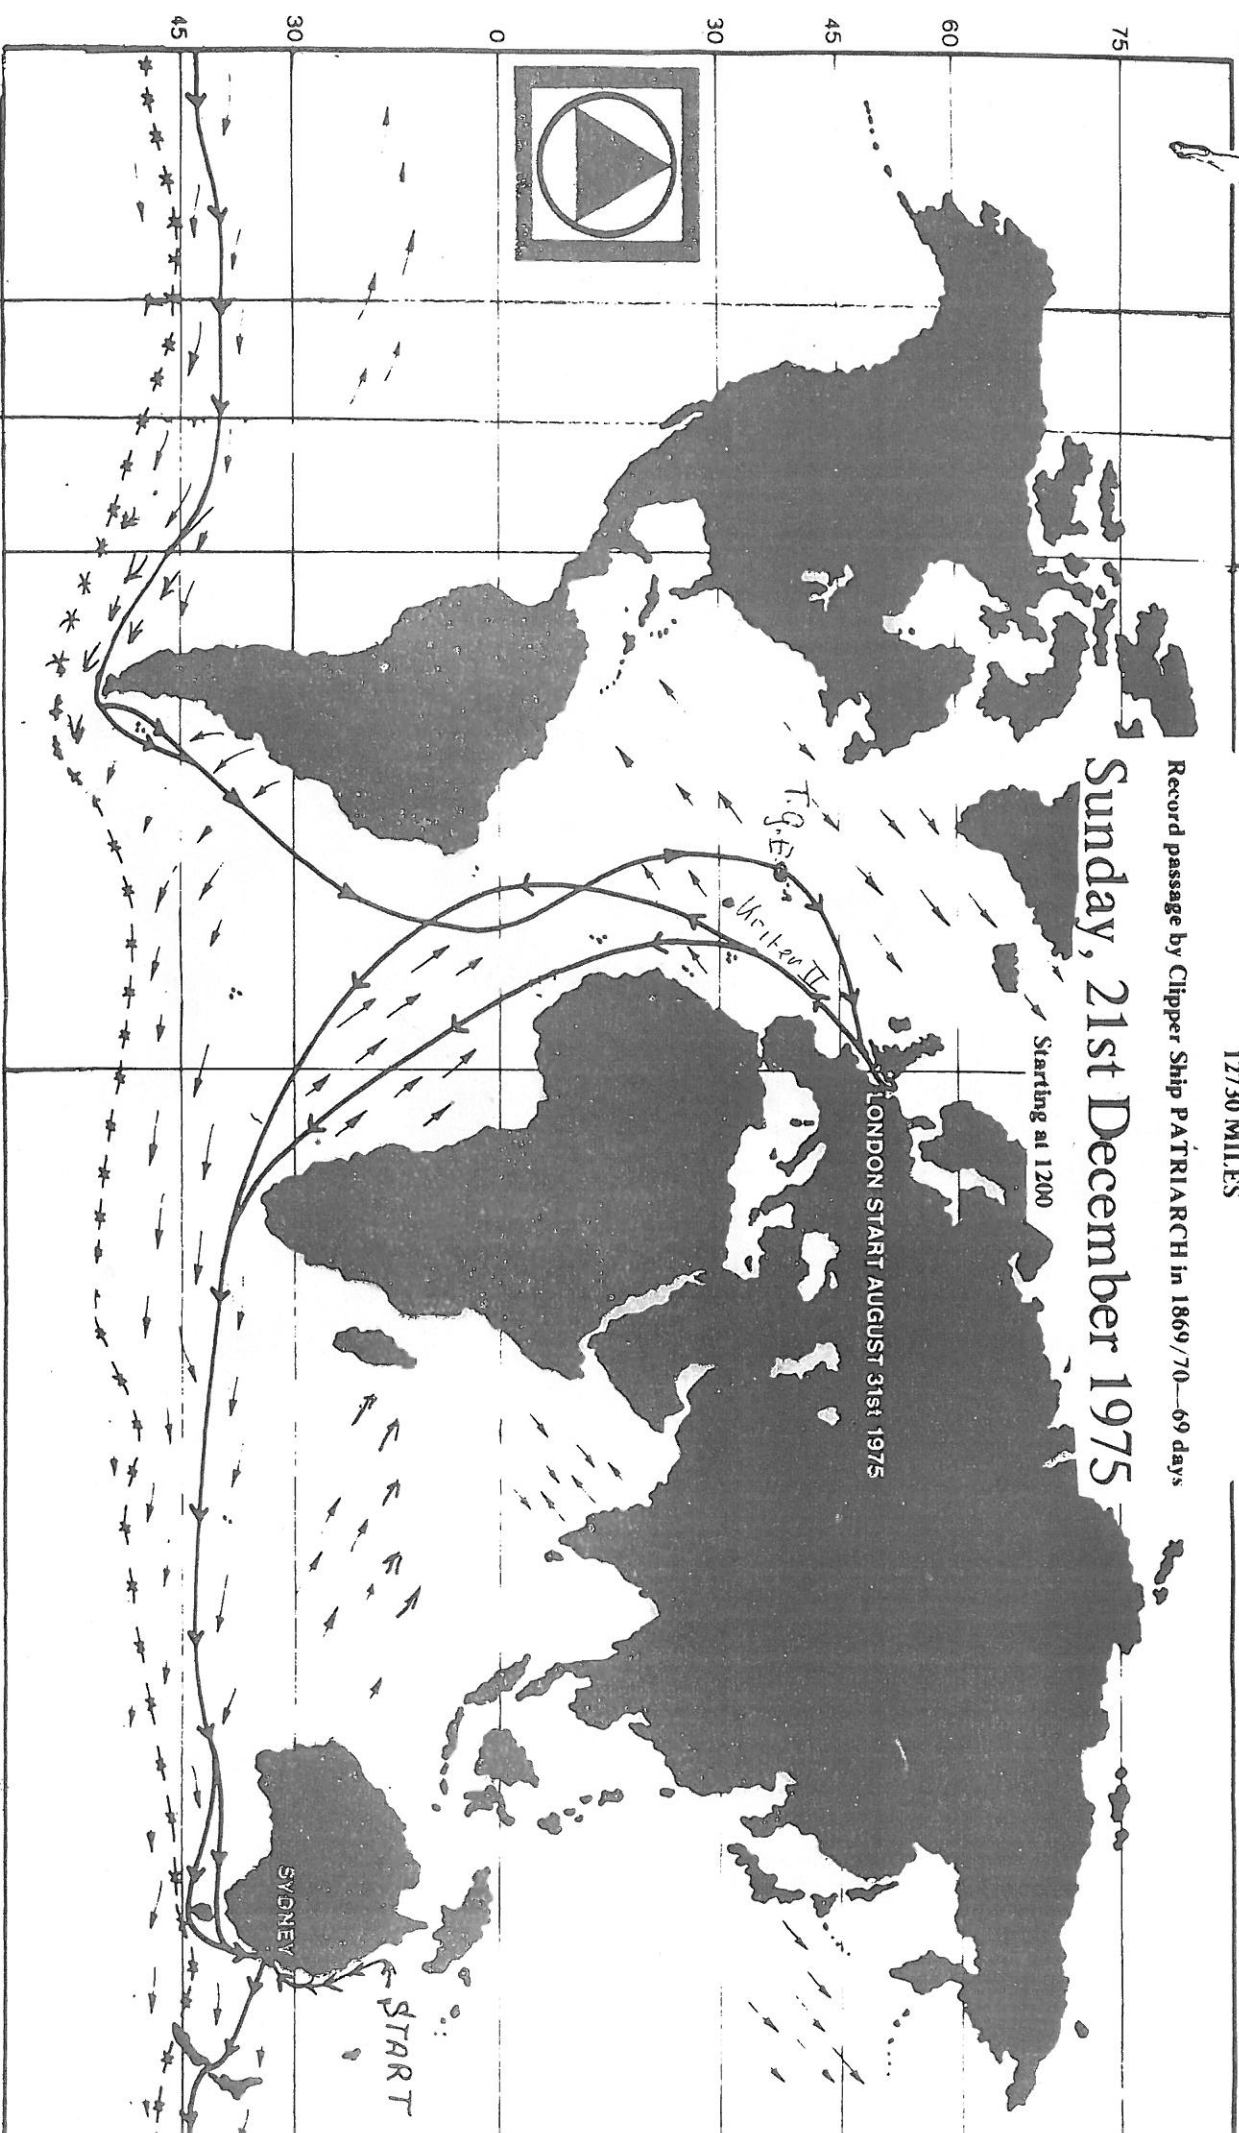 12730 MILES
Record passage by Clipper Ship PATRIARCH in 1869/70—69 days
Sunday, 21st December 1975
Starting at 1200
75
60
45
30
0
30
45
LONDON START AUGUST 31st 1975
T.G.E.
Kriter II
SYDNEY
START